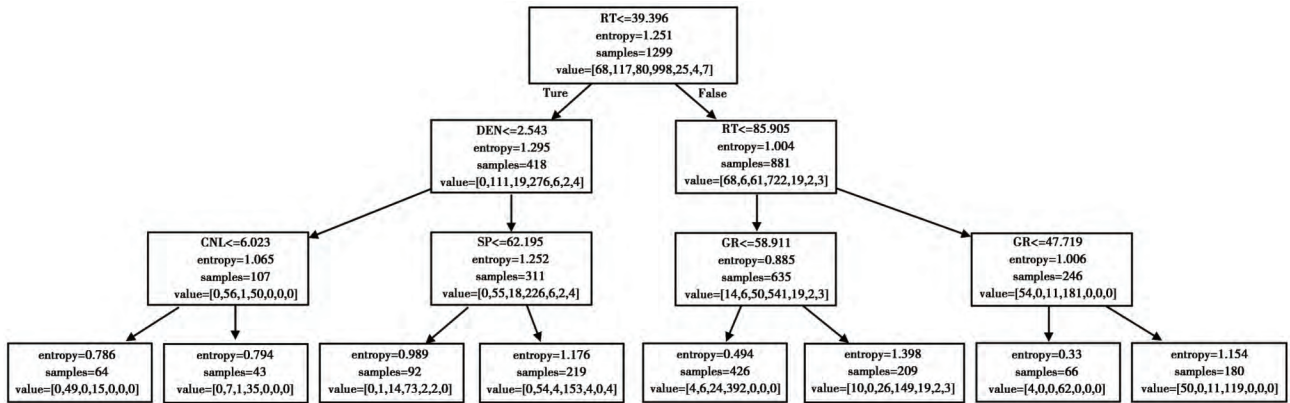 RT<=39.396
entropy=1.251
samples=1299
value=[68,117,80,998,25,4,7]
Ture
False
DEN<=2.543
entropy=1.295
samples=418
value=[0,111,19,276,6,2,4]
RT<=85.905
entropy=1.004
samples=881
value=[68,6,61,722,19,2,3]
CNL<=6.023
entropy=1.065
samples=107
value=[0,56,1,50,0,0,0]
SP<=62.195
entropy=1.252
samples=311
value=[0,55,18,226,6,2,4]
GR<=58.911
entropy=0.885
samples=635
value=[14,6,50,541,19,2,3]
GR<=47.719
entropy=1.006
samples=246
value=[54,0,11,181,0,0,0]
entropy=0.786
samples=64
value=[0,49,0,15,0,0,0]
entropy=0.794
samples=43
value=[0,7,1,35,0,0,0]
entropy=0.989
samples=92
value=[0,1,14,73,2,2,0]
entropy=1.176
samples=219
value=[0,54,4,153,4,0,4]
entropy=0.494
samples=426
value=[4,6,24,392,0,0,0]
entropy=1.398
samples=209
value=[10,0,26,149,19,2,3]
entropy=0.33
samples=66
value=[4,0,0,62,0,0,0]
entropy=1.154
samples=180
value=[50,0,11,119,0,0,0]